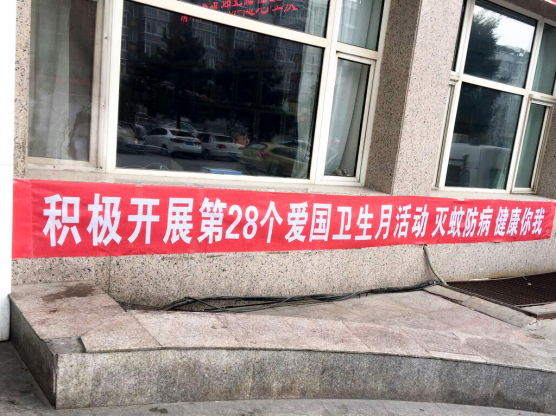 积极开展第28个爱国卫生月活动 灭蚊防病 健康你我